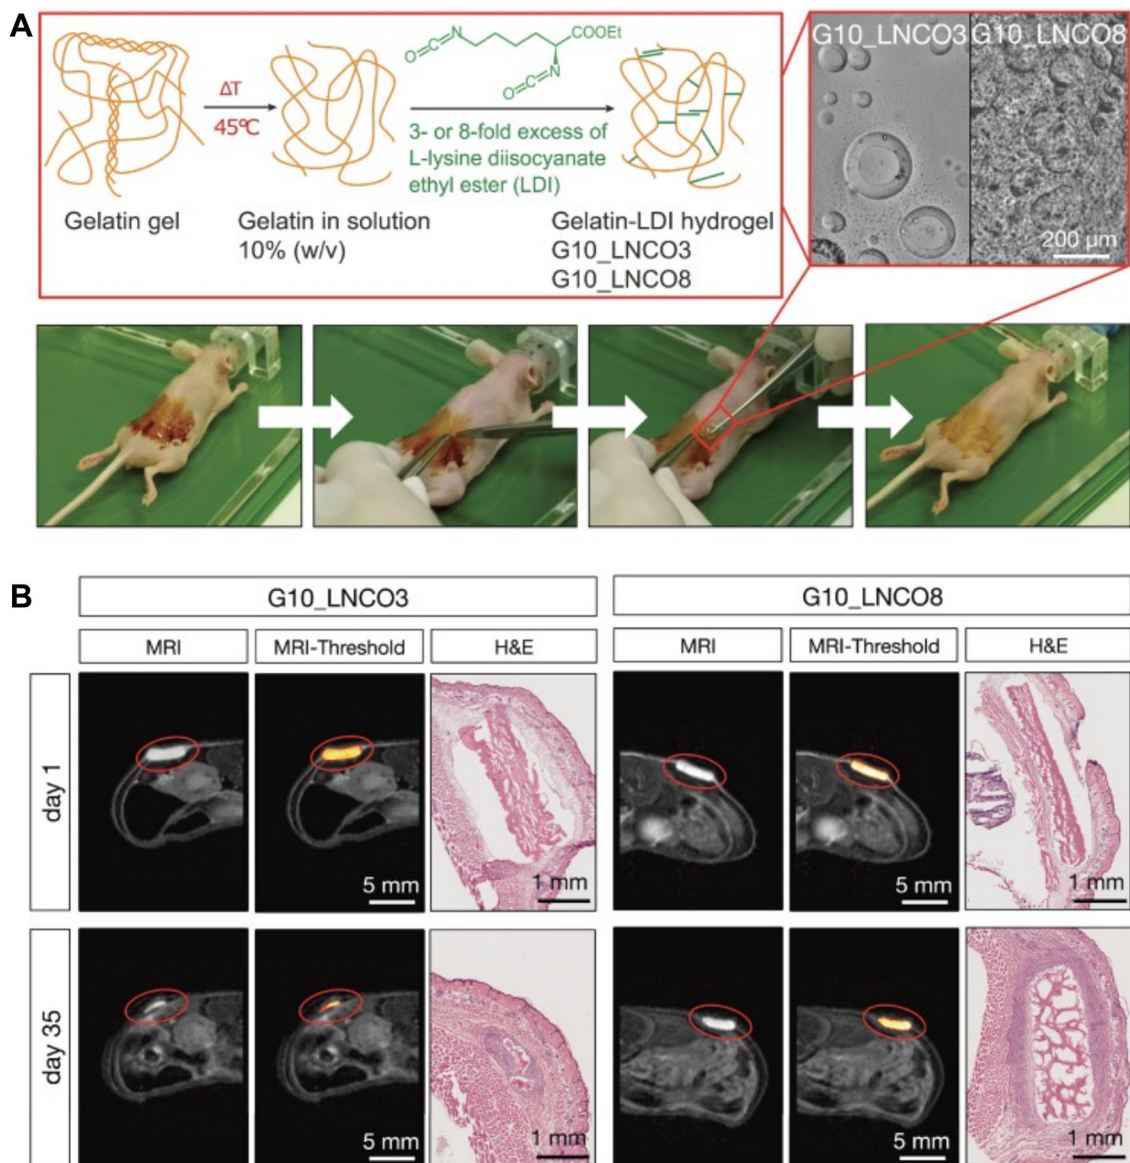 A
ΔT
45°C
O=C=N
COOEt
O=C=N
3- or 8-fold excess of
L-lysine diisocyanate
ethyl ester (LDI)
Gelatin gel
Gelatin in solution
10% (w/v)
Gelatin-LDI hydrogel
G10_LNCO3
G10_LNCO8
G10_LNCO3
G10_LNCO8
200 µm
B
G10_LNCO3
G10_LNCO8
MRI
MRI-Threshold
H&E
MRI
MRI-Threshold
H&E
day 1
5 mm
1 mm
5 mm
1 mm
day 35
5 mm
1 mm
5 mm
1 mm